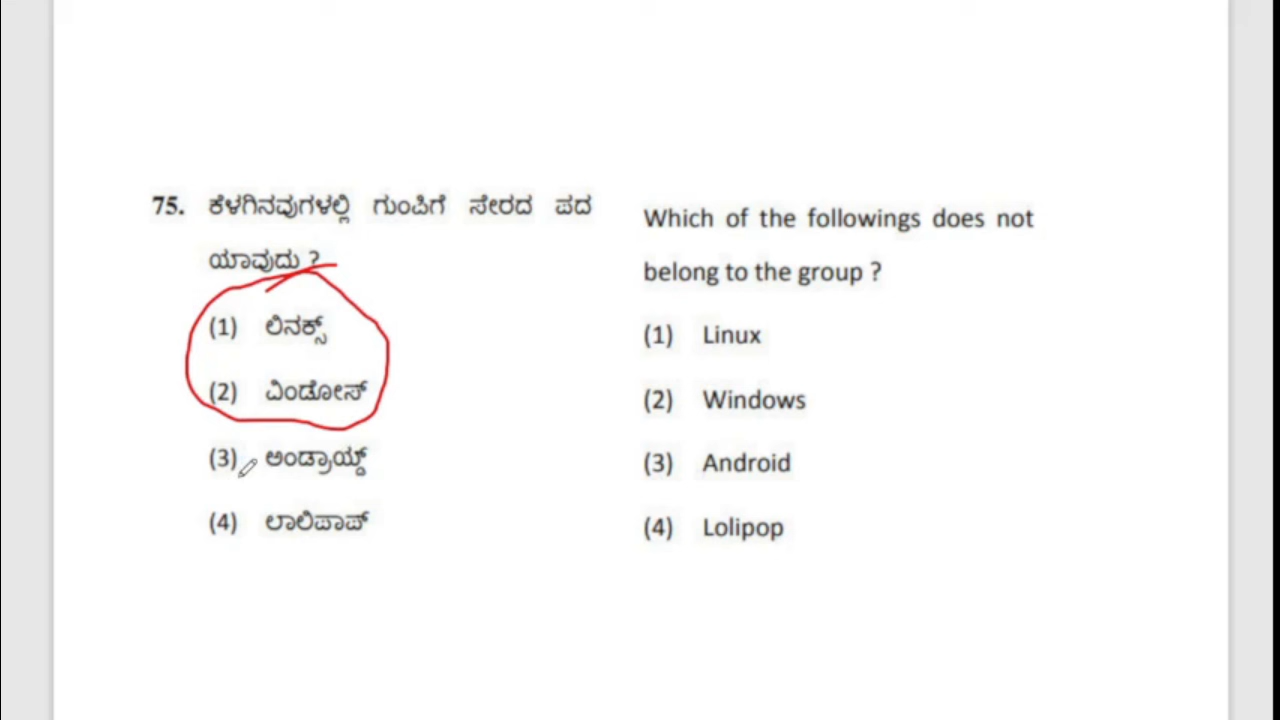 75. ಕೆಳಗಿನವುಗಳಲ್ಲಿ ಗುಂಪಿಗೆ ಸೇರದ ಪದ
ಯಾವುದು ?
(1) ಲಿನಕ್ಸ್
(2) ವಿಂಡೋಸ್
(3) ಅಂಡ್ರಾಯ್ಡ್
(4) ಲಾಲಿಪಾಪ್
Which of the followings does not
belong to the group ?
(1) Linux
(2) Windows
(3) Android
(4) Lolipop